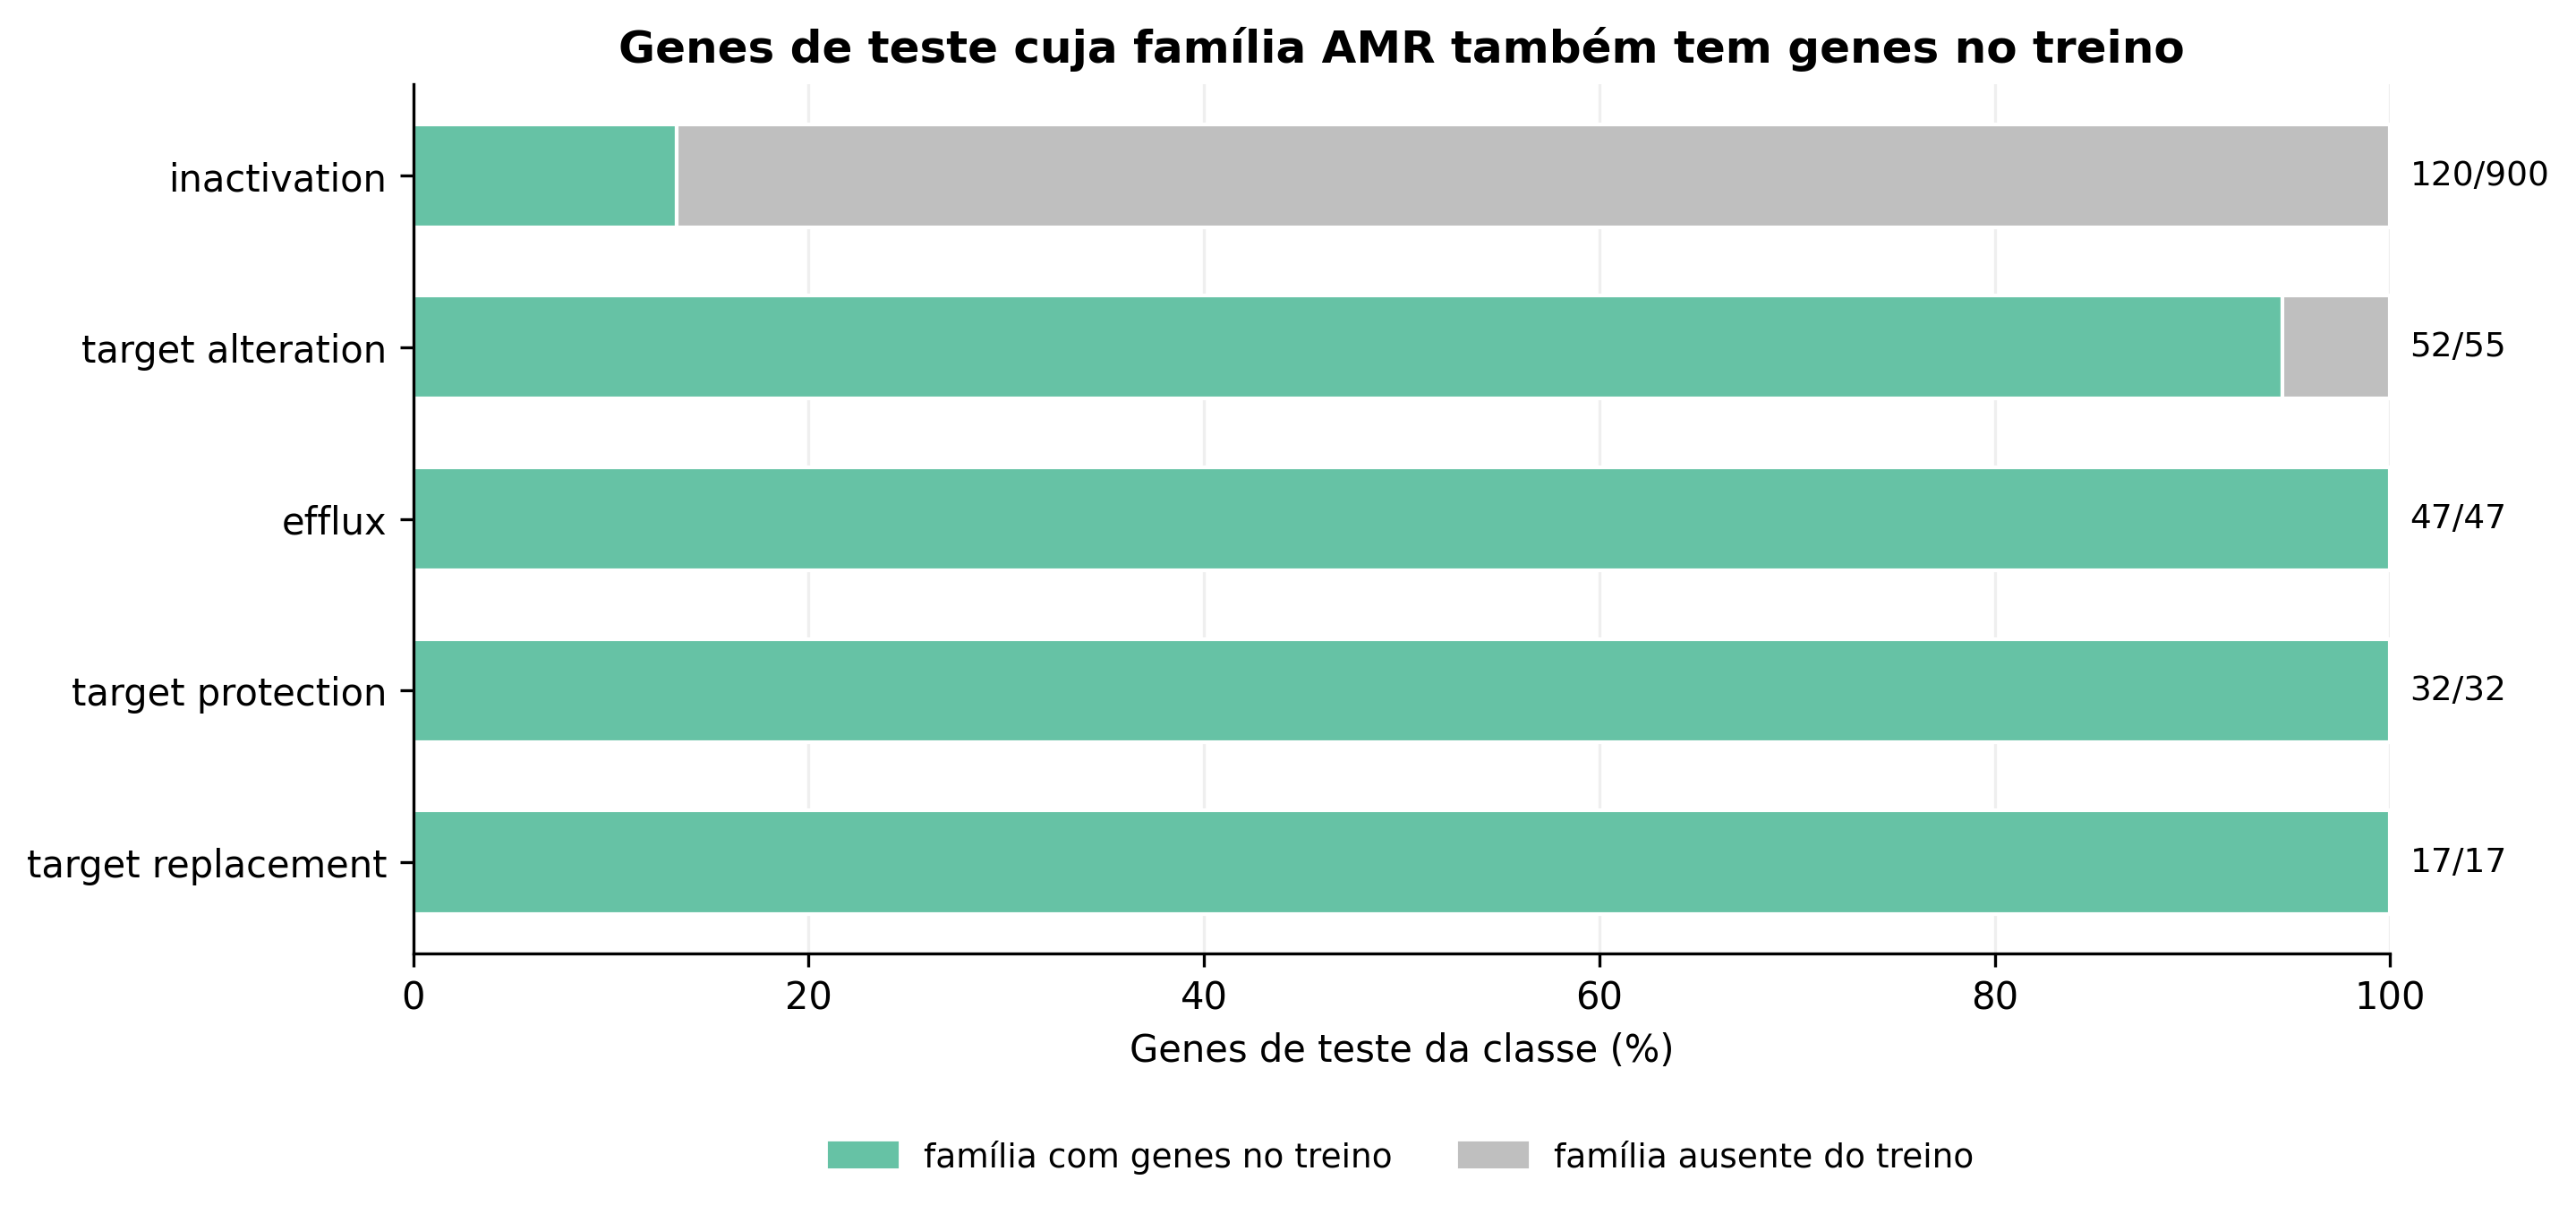 Genes de teste cuja família AMR também tem genes no treino
inactivation
120/900
target alteration
52/55
efflux
47/47
target protection
32/32
target replacement
17/17
0 20 40 60 80 100
Genes de teste da classe (%)
família com genes no treino família ausente do treino